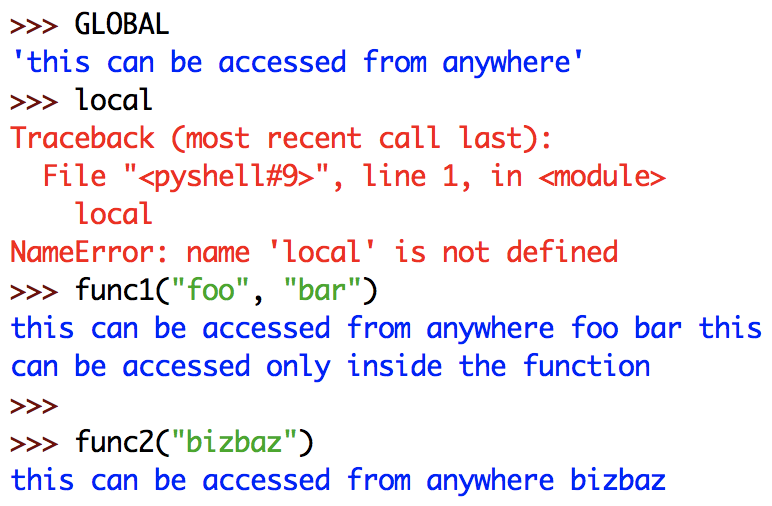 >>> GLOBAL
'this can be accessed from anywhere'
>>> local
Traceback (most recent call last):
  File "<pyshell#9>", line 1, in <module>
    local
NameError: name 'local' is not defined
>>> func1("foo", "bar")
this can be accessed from anywhere foo bar this
can be accessed only inside the function
>>>
>>> func2("bizbaz")
this can be accessed from anywhere bizbaz